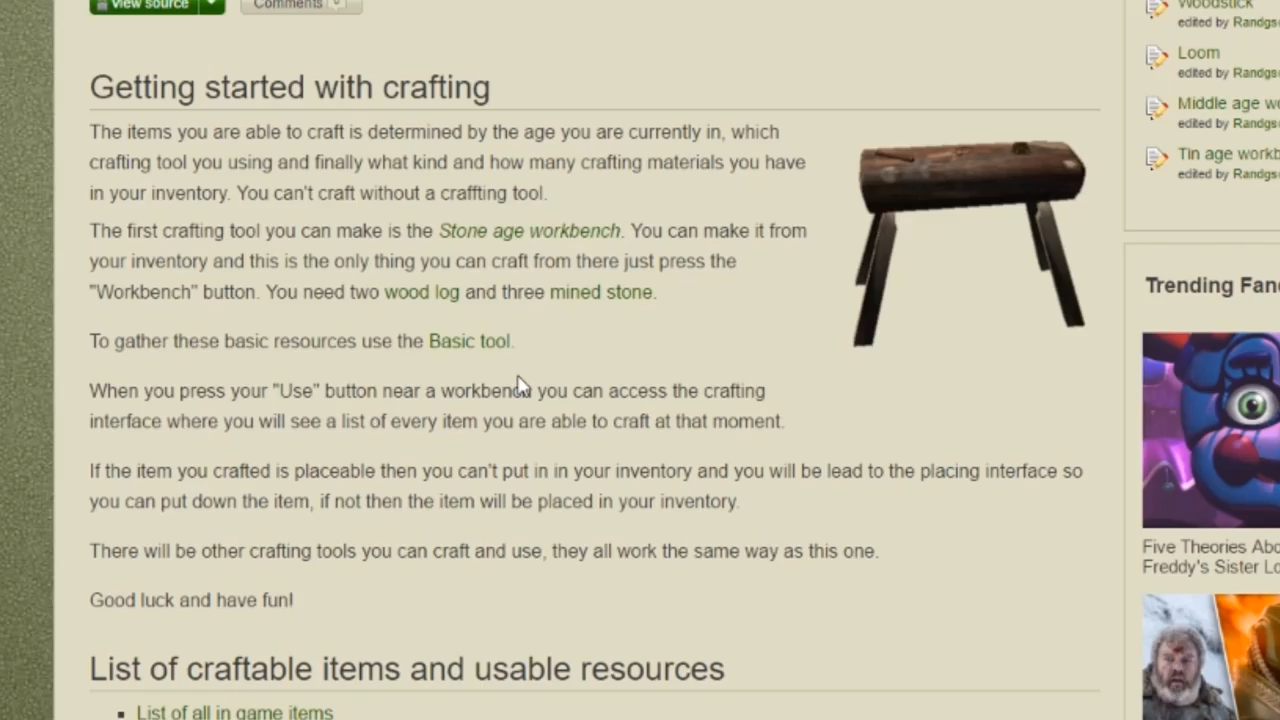 View source
Comments 0
Getting started with crafting
The items you are able to craft is determined by the age you are currently in, which
crafting tool you using and finally what kind and how many crafting materials you have
in your inventory. You can't craft without a craffting tool.
The first crafting tool you can make is the Stone age workbench. You can make it from
your inventory and this is the only thing you can craft from there just press the
"Workbench" button. You need two wood log and three mined stone.
To gather these basic resources use the Basic tool.
When you press your "Use" button near a workbench you can access the crafting
interface where you will see a list of every item you are able to craft at that moment.
If the item you crafted is placeable then you can't put in in your inventory and you will be lead to the placing interface so
you can put down the item, if not then the item will be placed in your inventory.
There will be other crafting tools you can craft and use, they all work the same way as this one.
Good luck and have fun!
List of craftable items and usable resources
List of all in game items
Woodstick
edited by Randgs
Loom
edited by Randgs
Middle age wo
edited by Randgs
Tin age workb
edited by Randgs
Trending Fan
Five Theories Abo
Freddy's Sister Lo